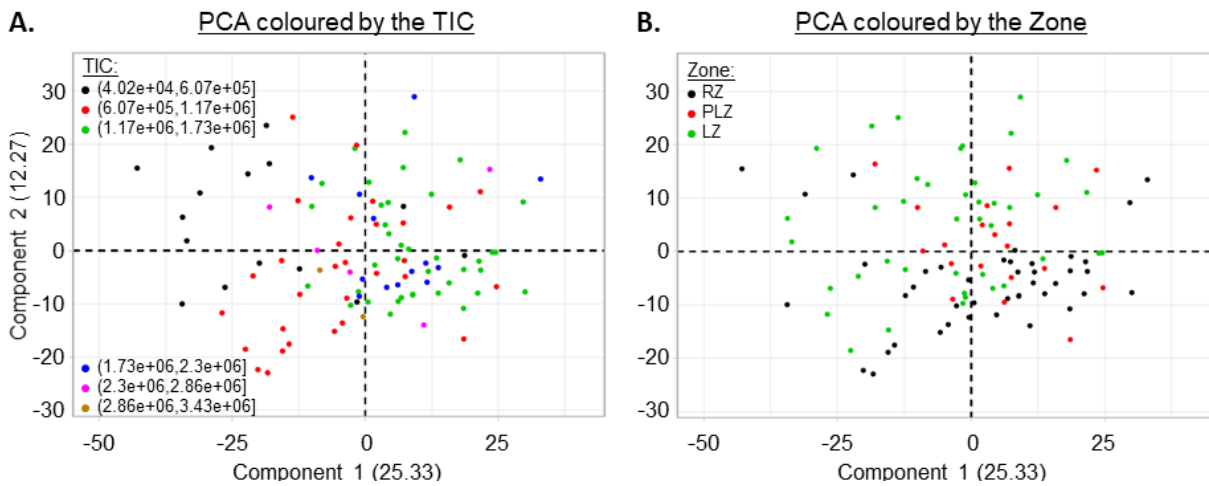 A.
PCA coloured by the TIC
TIC:
(4.02e+04,6.07e+05]
(6.07e+05,1.17e+06]
(1.17e+06,1.73e+06]
(1.73e+06,2.3e+06]
(2.3e+06,2.86e+06]
(2.86e+06,3.43e+06]
30
20
10
0
-10
-20
-30
Component 2 (12.27)
-50
-25
0
25
Component 1 (25.33)
B.
PCA coloured by the Zone
Zone:
RZ
PLZ
LZ
30
20
10
0
-10
-20
-30
-50
-25
0
25
Component 1 (25.33)